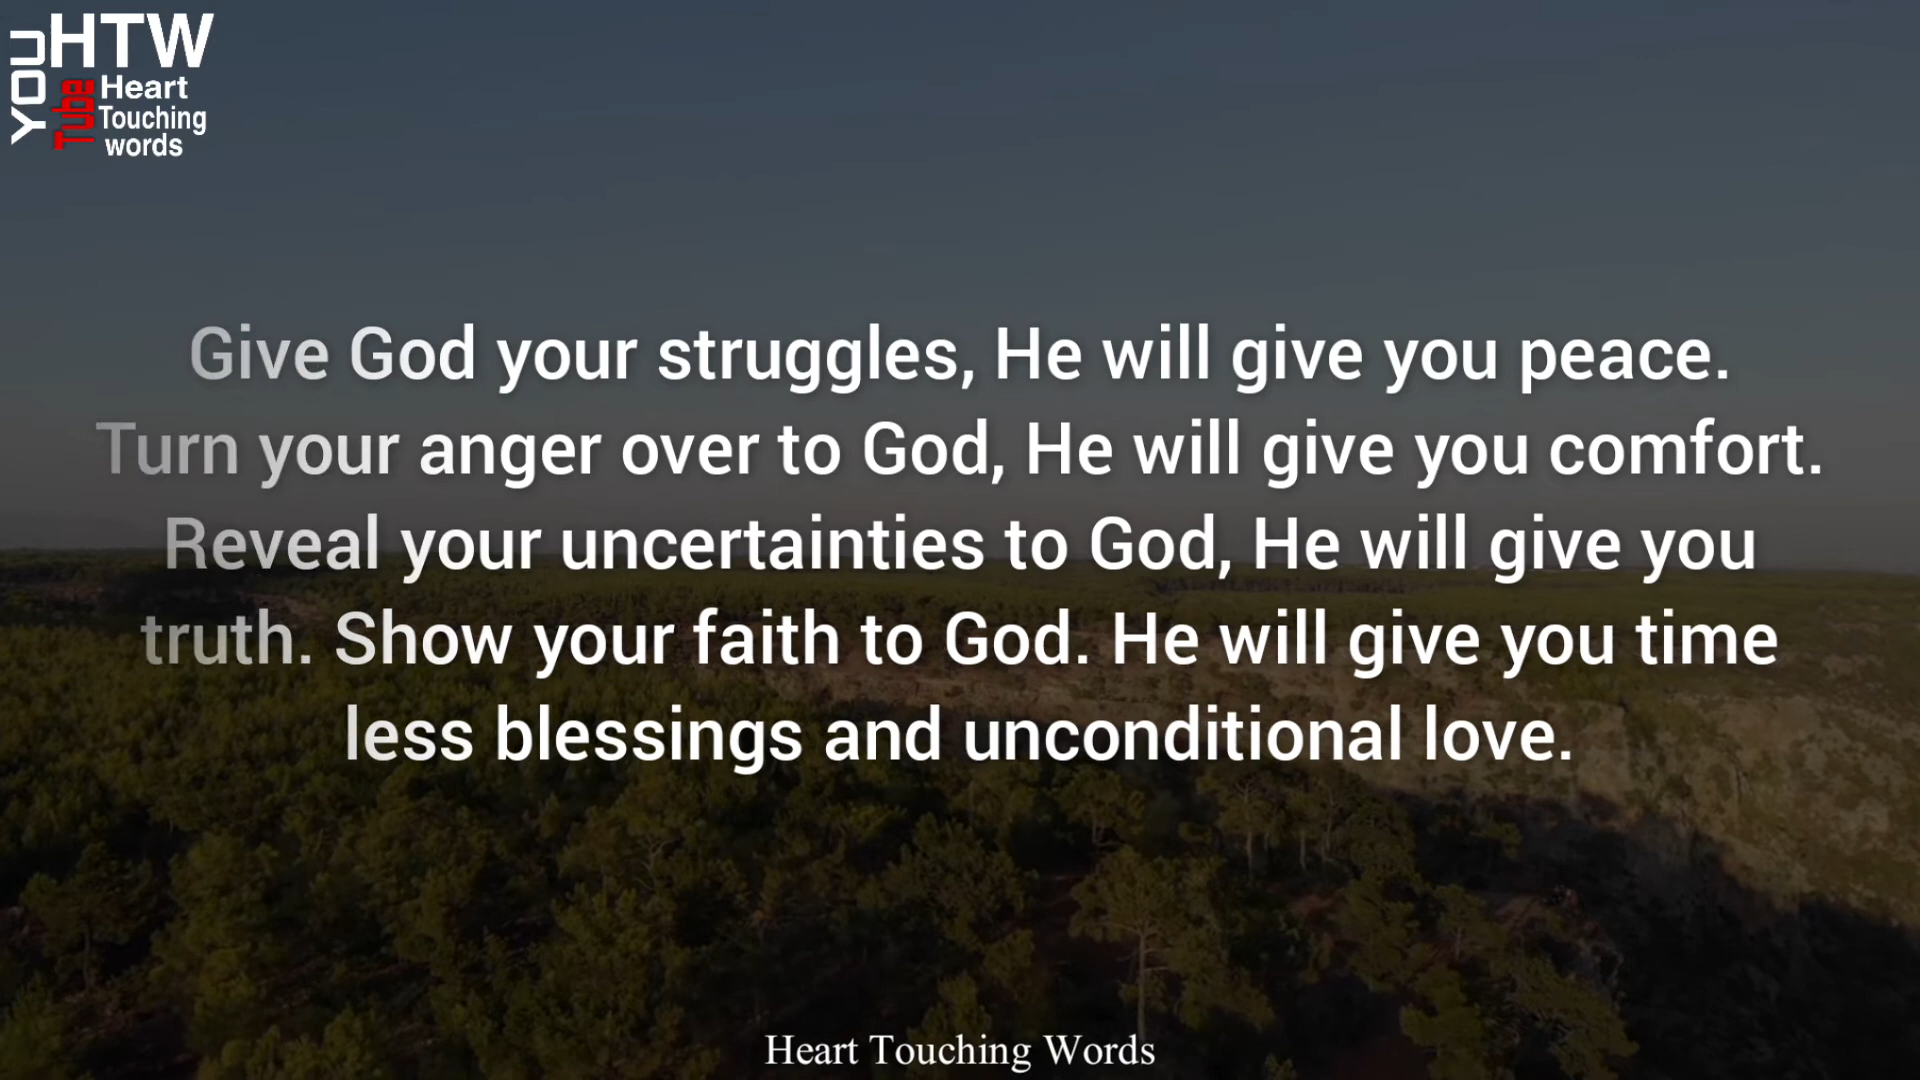 YOU
Tube
HTW
Heart
Touching
words
Give God your struggles, He will give you peace.
Turn your anger over to God, He will give you comfort.
Reveal your uncertainties to God, He will give you
truth. Show your faith to God. He will give you time
less blessings and unconditional love.
Heart Touching Words